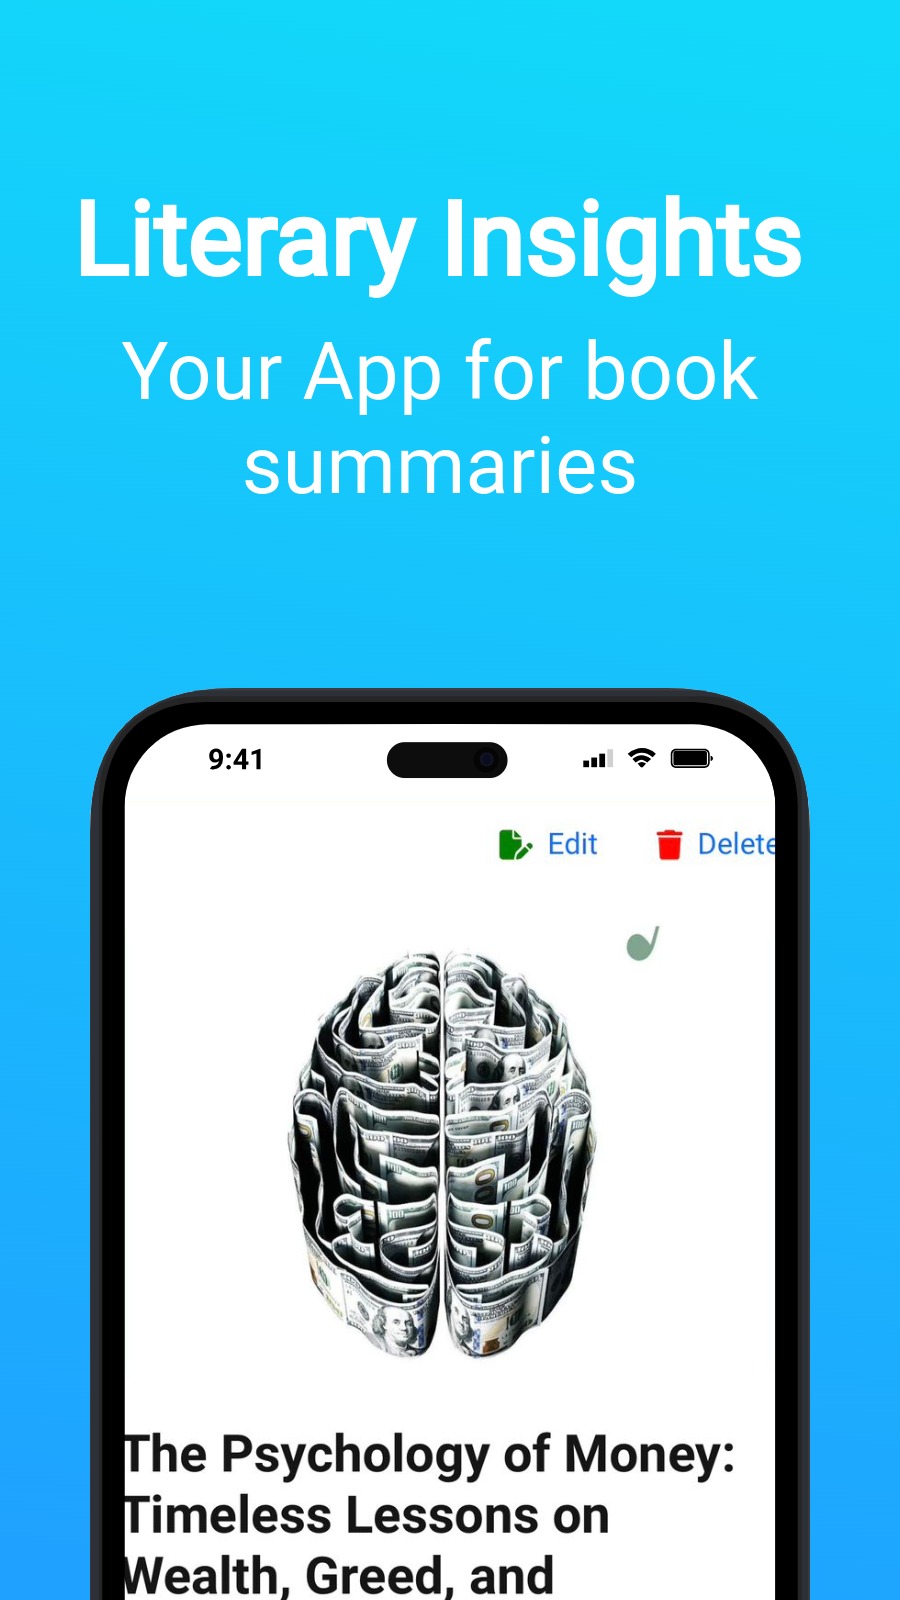 Literary Insights
Your App for book
summaries
9:41
Edit Delete
The Psychology of Money:
Timeless Lessons on
Wealth, Greed, and